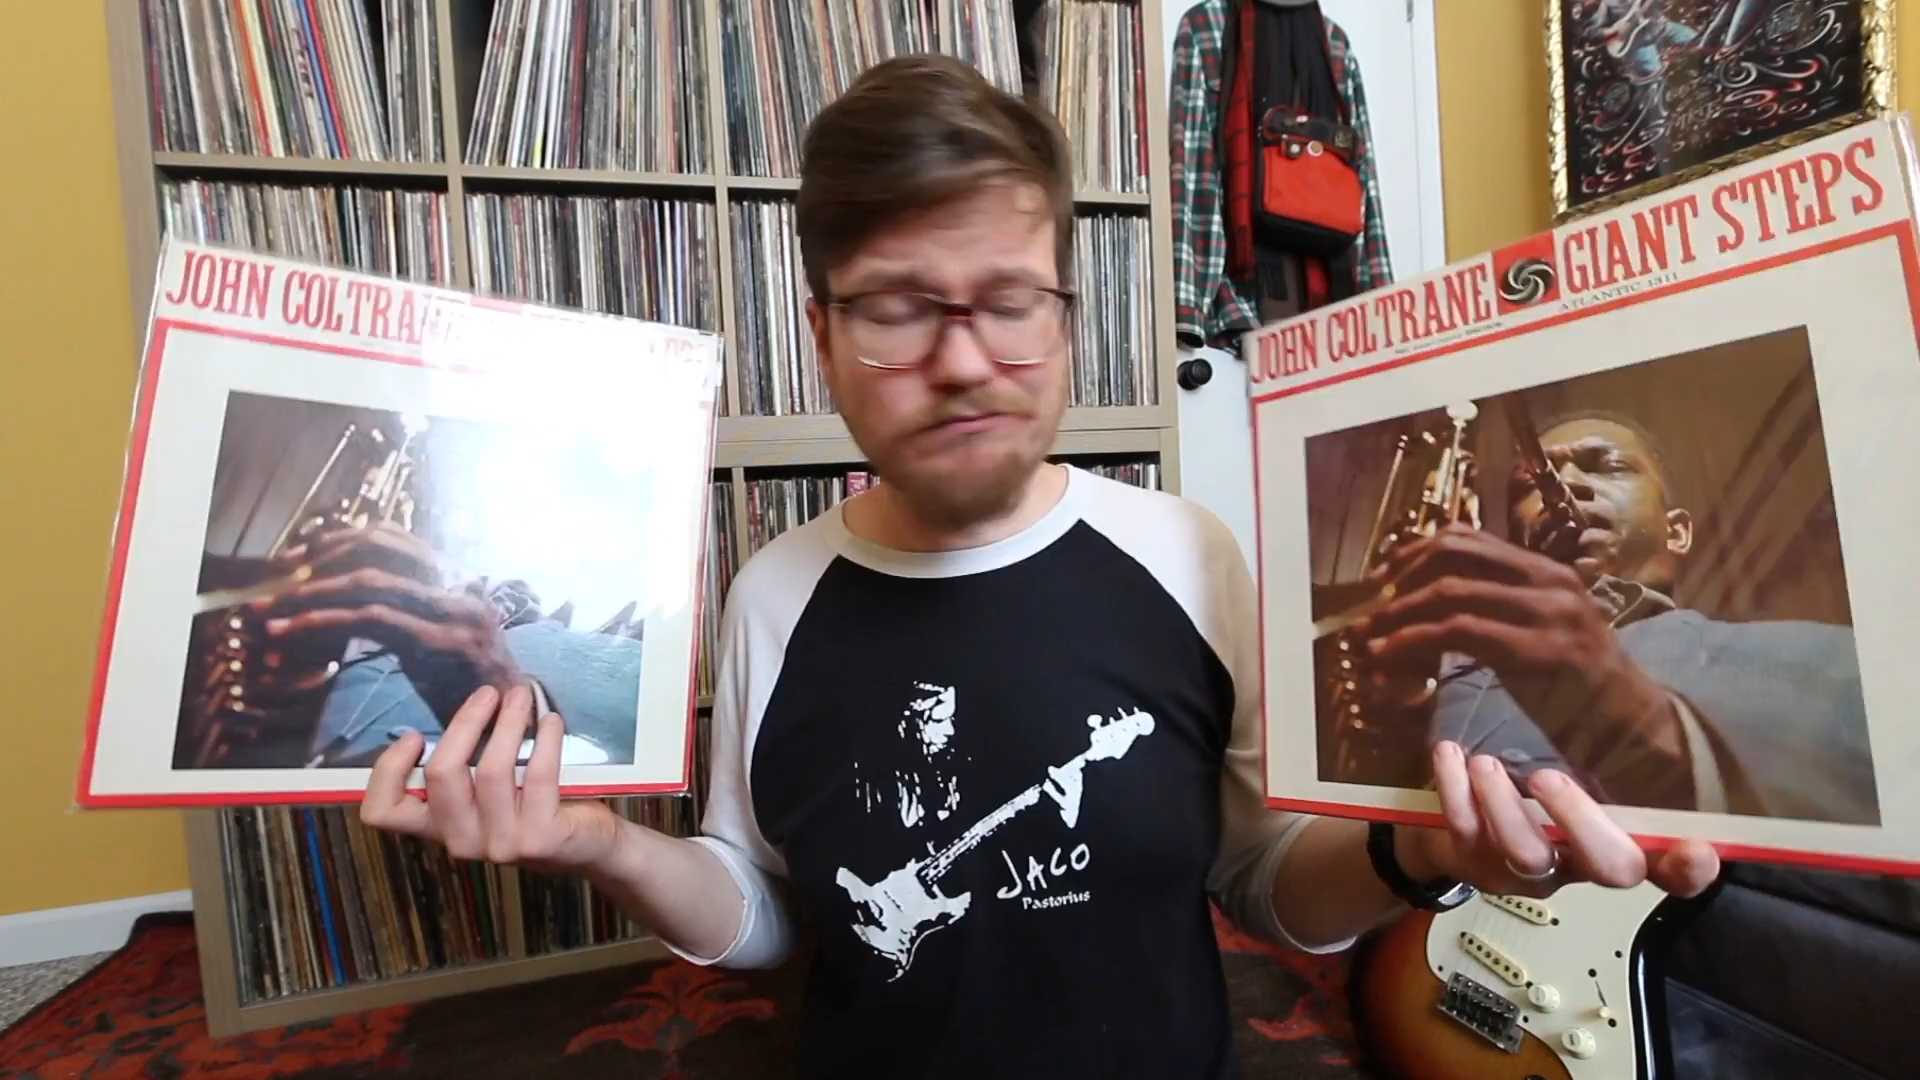 JOHN COLTRANE GIANT STEPS
ATLANTIC 1311
JOHN COLTRA
JACO
Pastorius